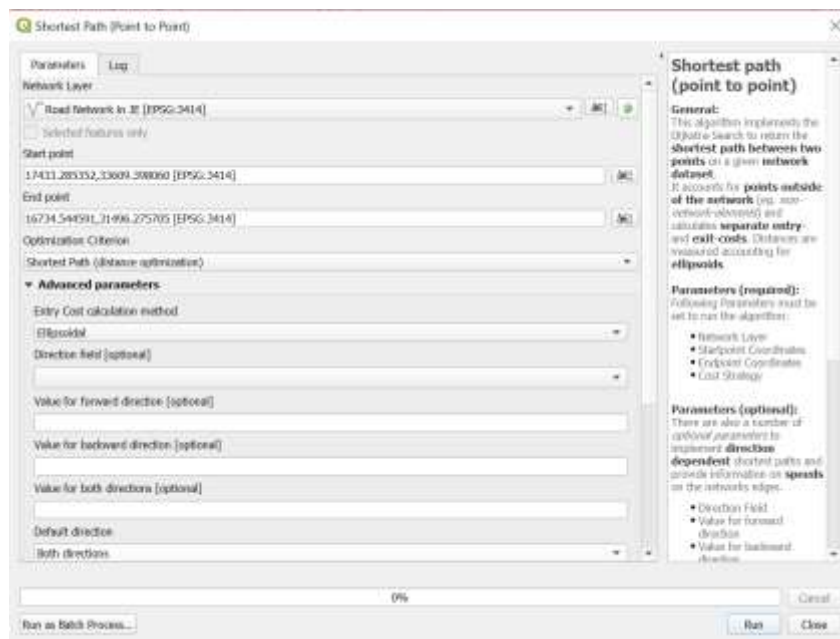 Shortest Path (Point to Point)
Parameters
Log
Network Layer
Road Network in JE [EPSG:3414]
Selected features only
Start point
17433.285352,33609.398060 [EPSG:3414]
End point
16734.544591,31496.275705 [EPSG:3414]
Optimization Criterion
Shortest Path (distance optimization)
Advanced parameters
Entry Cost calculation method
Ellipsoidal
Direction field [optional]
Value for forward direction [optional]
Value for backward direction [optional]
Value for both directions [optional]
Default direction
Both directions
Shortest path
(point to point)
General:
This algorithm implements the
Dijkstra Search to return the
shortest path between two
points on a given network
dataset.
It accounts for points outside
of the network (eg. non-
network-elements) and
calculates separate entry-
and exit-costs. Distances are
measured accounting for
ellipsoids.
Parameters (required):
Following Parameters must be
set to run the algorithm:
Network Layer
Startpoint Coordinates
Endpoint Coordinates
Cost Strategy
Parameters (optional):
There are also a number of
optional parameters to
implement direction
dependent shortest paths and
provide information on speeds
on the networks edges.
Direction Field
Value for forward
direction
Value for backward
direction
0%
Cancel
Run as Batch Process...
Run
Close